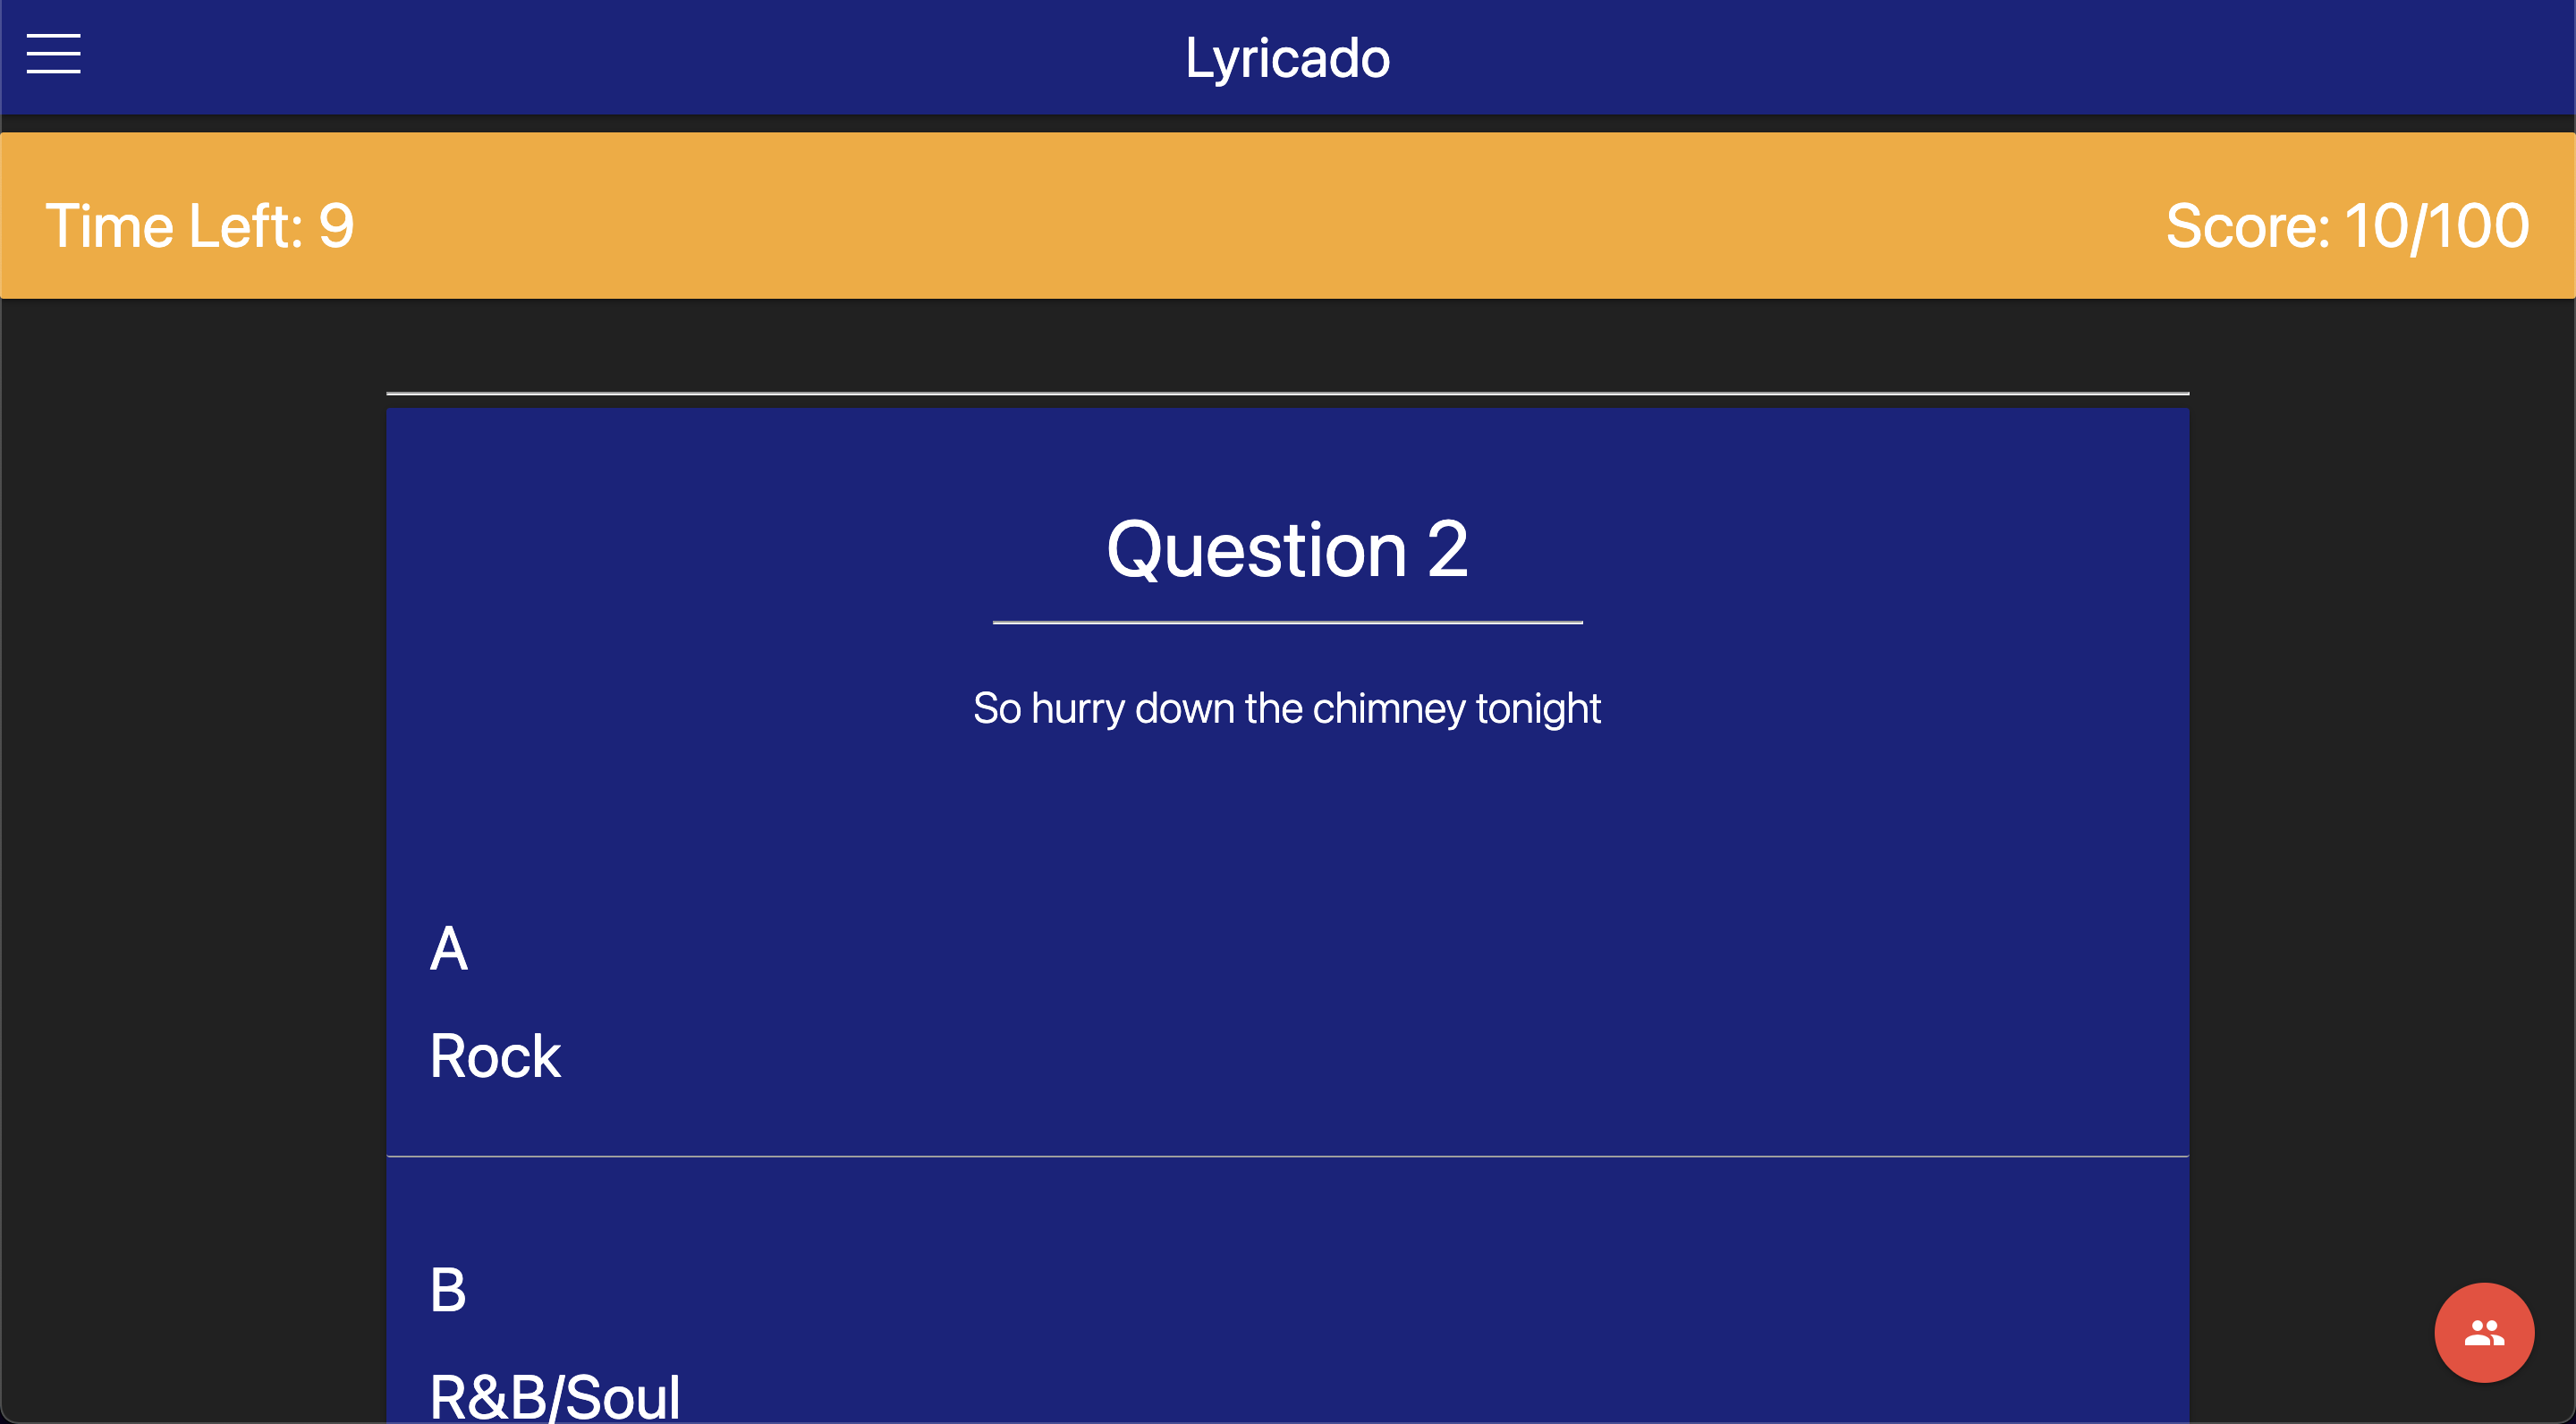 Lyricado
Time Left: 9
Score: 10/100
Question 2
So hurry down the chimney tonight
A
Rock
B
R&B/Soul